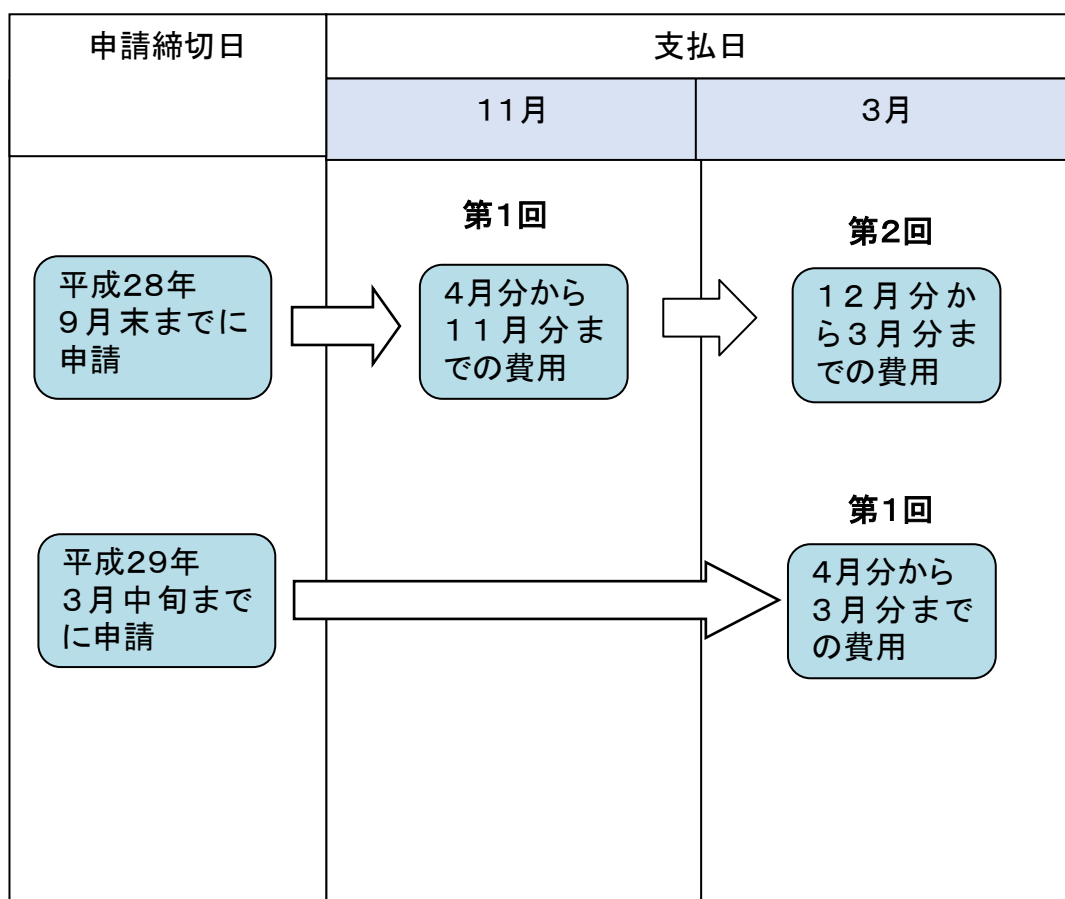 申請締切日
支払日
１１月
３月
第１回
第２回
平成２８年
９月末までに
申請
４月分から
１１月分ま
での費用
１２月分か
ら３月分ま
での費用
第１回
平成２９年
３月中旬まで
に申請
４月分から
３月分まで
の費用